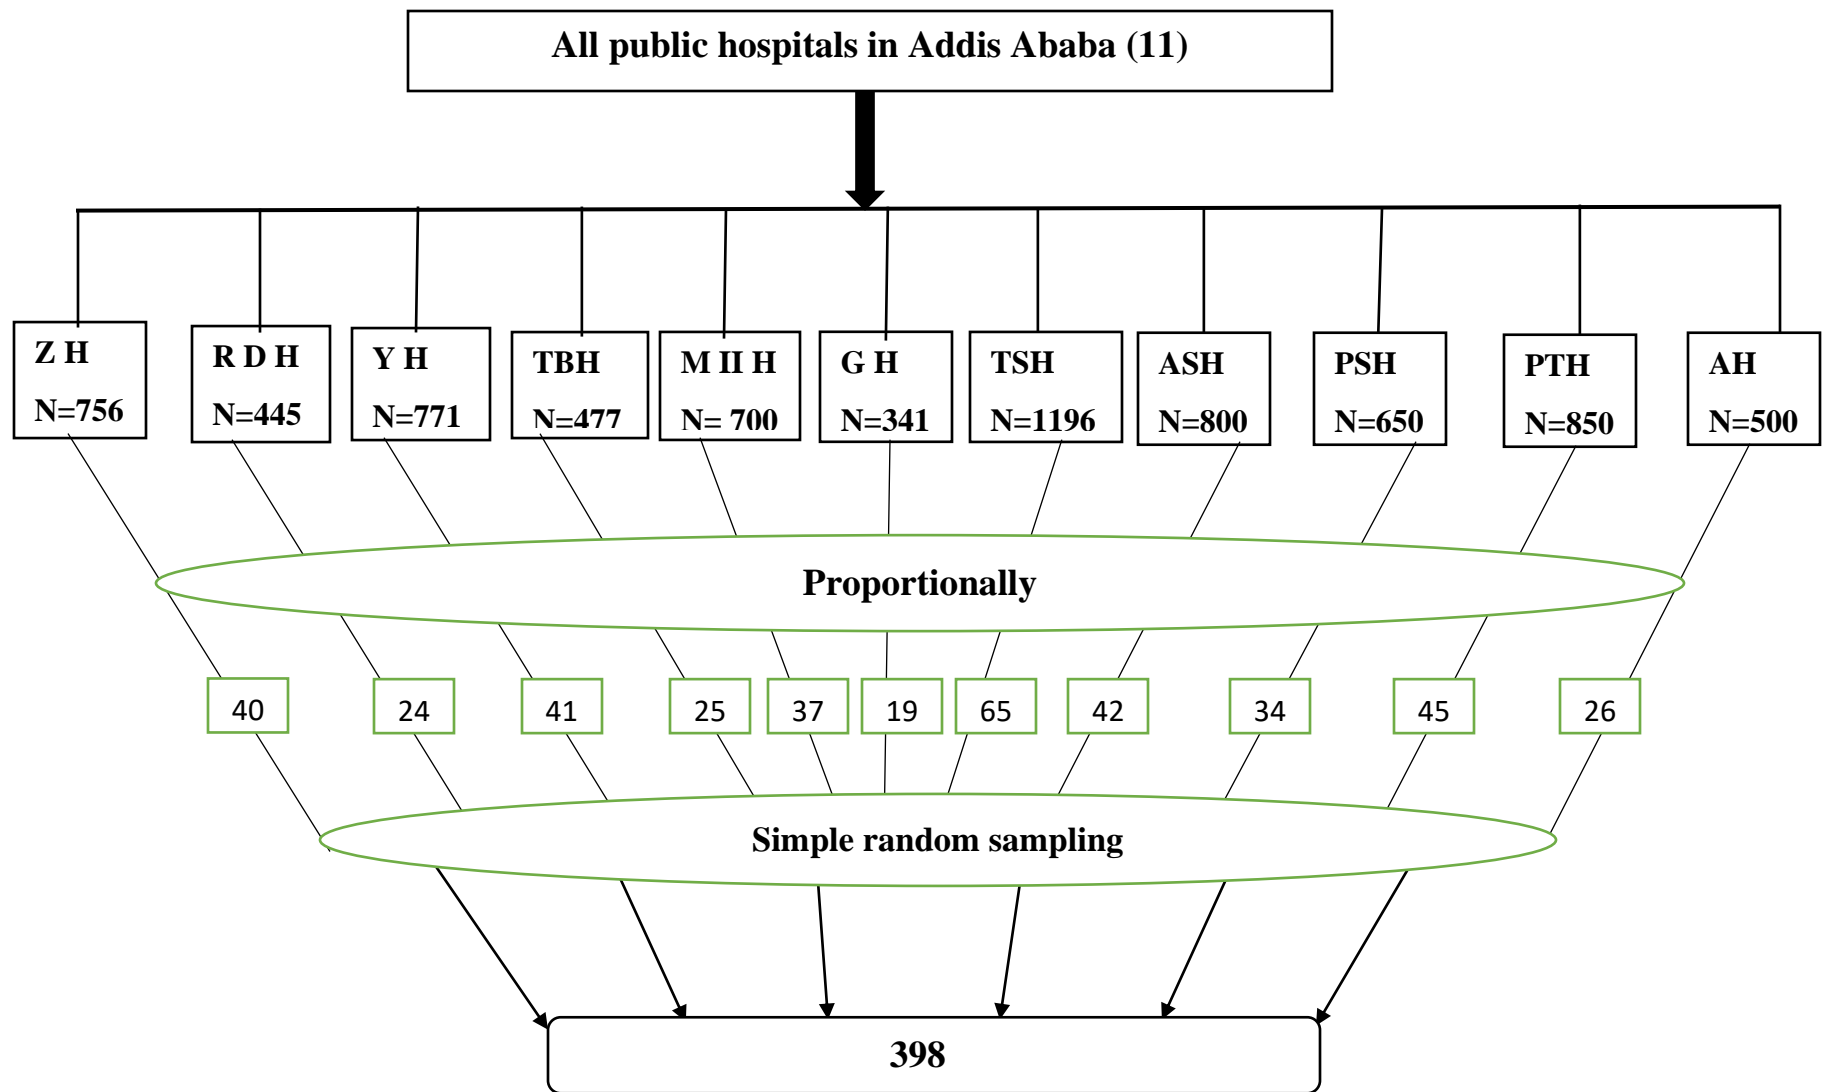 All public hospitals in Addis Ababa (11)
Z H
N=756
R D H
N=445
Y H
N=771
TBH
N=477
M II H
N= 700
G H
N=341
TSH
N=1196
ASH
N=800
PSH
N=650
PTH
N=850
AH
N=500
Proportionally
40
24
41
25
37
19
65
42
34
45
26
Simple random sampling
398